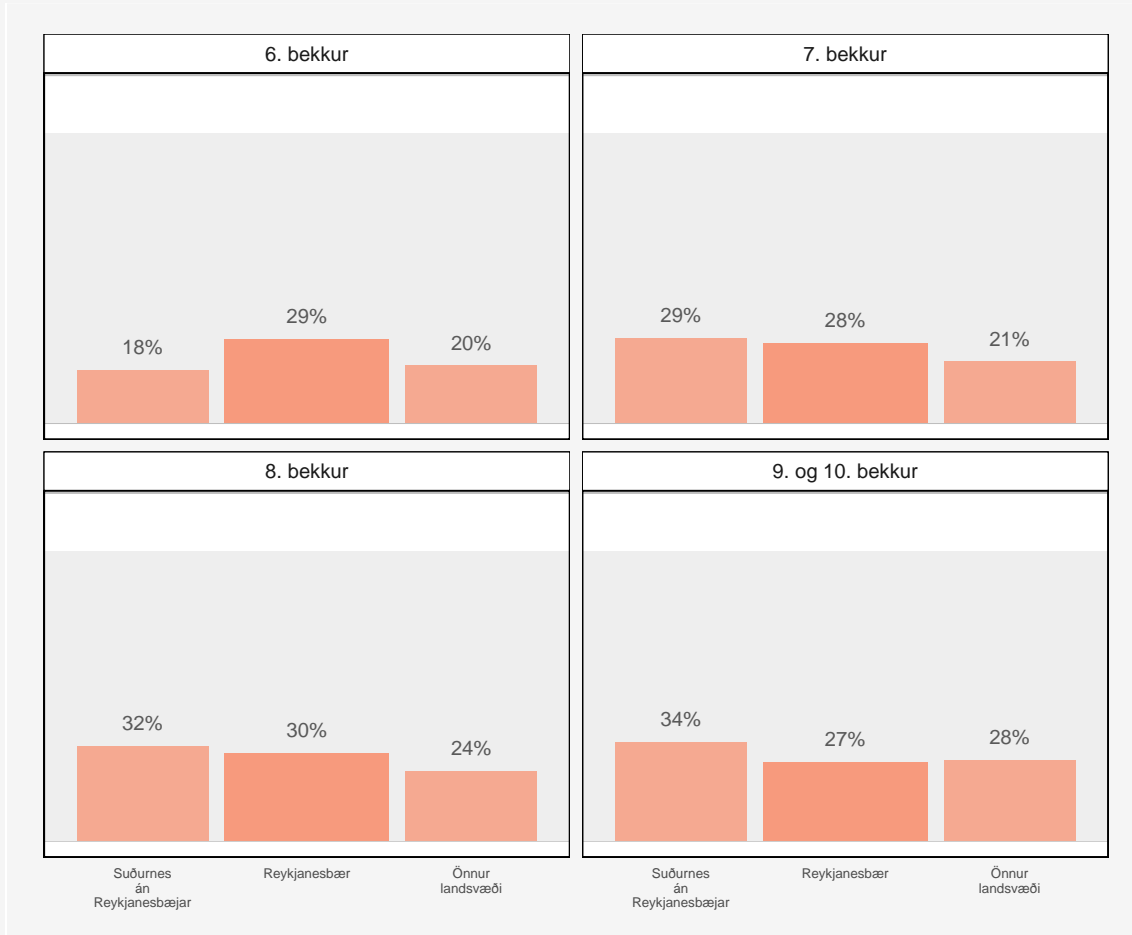 6. bekkur
7. bekkur
18%
29%
20%
29%
28%
21%
8. bekkur
9. og 10. bekkur
32%
30%
24%
34%
27%
28%
Suðurnes
án
Reykjanesbæjar
Reykjanesbær
Önnur
landsvæði
Suðurnes
án
Reykjanesbæjar
Reykjanesbær
Önnur
landsvæði